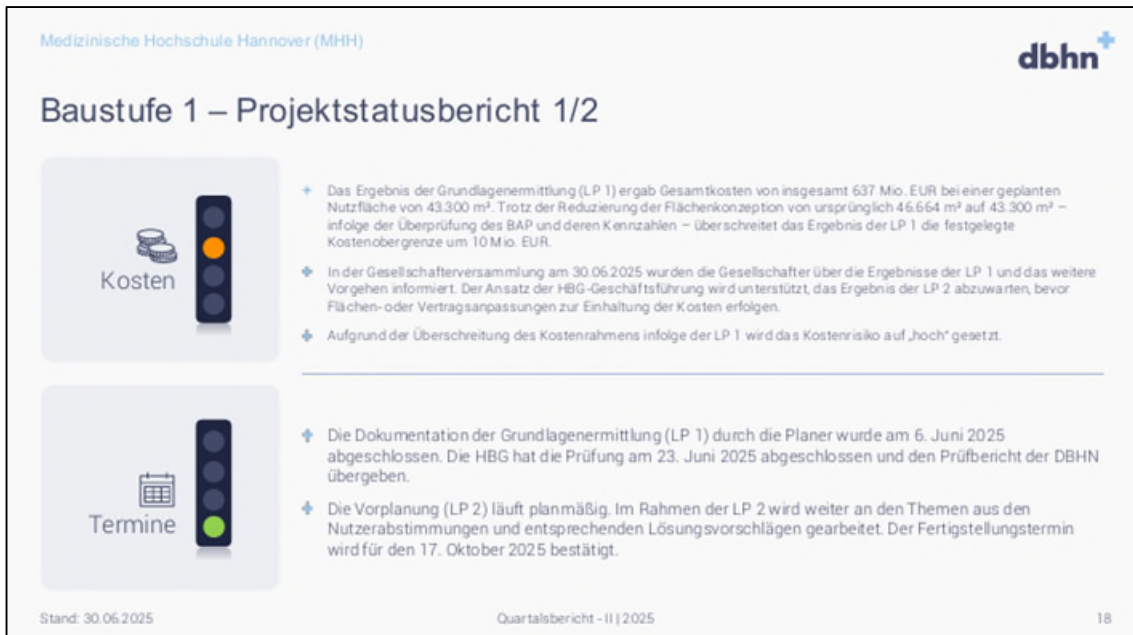 Medizinische Hochschule Hannover (MHH)
dbhn
Baustufe 1 – Projektstatusbericht 1/2
Kosten
Das Ergebnis der Grundlagenermittlung (LP 1) ergab Gesamtkosten von insgesamt 637 Mio. EUR bei einer geplanten
Nutzfläche von 43.300 m². Trotz der Reduzierung der Flächenkonzeption von ursprünglich 46.664 m² auf 43.300 m² –
infolge der Überprüfung des BAP und deren Kennzahlen – überschreitet das Ergebnis der LP 1 die festgelegte
Kostenobergrenze um 10 Mio. EUR.
In der Gesellschafterversammlung am 30.06.2025 wurden die Gesellschafter über die Ergebnisse der LP 1 und das weitere
Vorgehen informiert. Der Ansatz der HBG-Geschäftsführung wird unterstützt, das Ergebnis der LP 2 abzuwarten, bevor
Flächen- oder Vertragsanpassungen zur Einhaltung der Kosten erfolgen.
Aufgrund der Überschreitung des Kostenrahmens infolge der LP 1 wird das Kostenrisiko auf „hoch“ gesetzt.
Termine
Die Dokumentation der Grundlagenermittlung (LP 1) durch die Planer wurde am 6. Juni 2025
abgeschlossen. Die HBG hat die Prüfung am 23. Juni 2025 abgeschlossen und den Prüfbericht der DBHN
übergeben.
Die Vorplanung (LP 2) läuft planmäßig. Im Rahmen der LP 2 wird weiter an den Themen aus den
Nutzerabstimmungen und entsprechenden Lösungsvorschlägen gearbeitet. Der Fertigstellungstermin
wird für den 17. Oktober 2025 bestätigt.
Stand: 30.06.2025
Quartalsbericht - II | 2025
18